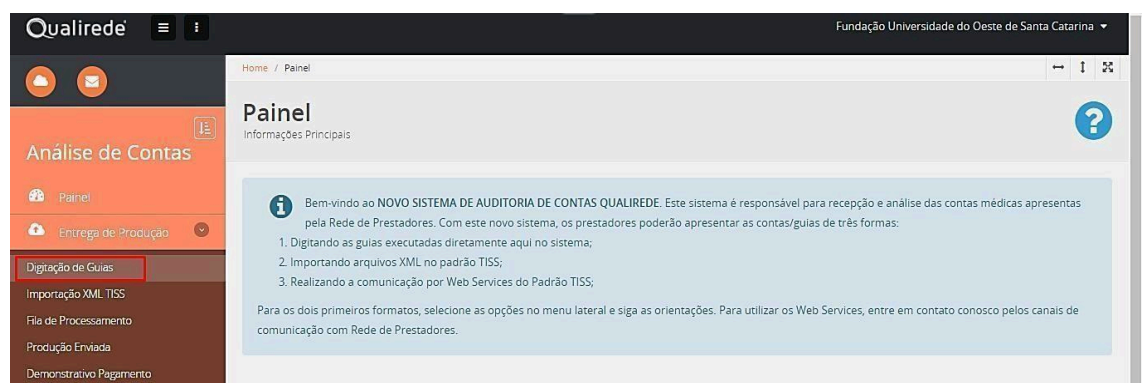 Qualirede
Fundação Universidade do Oeste de Santa Catarina
Home / Painel
Painel
Informações Principais
Análise de Contas
Painel
Entrega de Produção
Digitação de Guias
Importação XML TISS
Fila de Processamento
Produção Enviada
Demonstrativo Pagamento
Bem-vindo ao NOVO SISTEMA DE AUDITORIA DE CONTAS QUALIREDE. Este sistema é responsável para recepção e análise das contas médicas apresentas
pela Rede de Prestadores. Com este novo sistema, os prestadores poderão apresentar as contas/guias de três formas:
1. Digitando as guias executadas diretamente aqui no sistema;
2. Importando arquivos XML no padrão TISS;
3. Realizando a comunicação por Web Services do Padrão TISS;
Para os dois primeiros formatos, selecione as opções no menu lateral e siga as orientações. Para utilizar os Web Services, entre em contato conosco pelos canais de
comunicação com Rede de Prestadores.